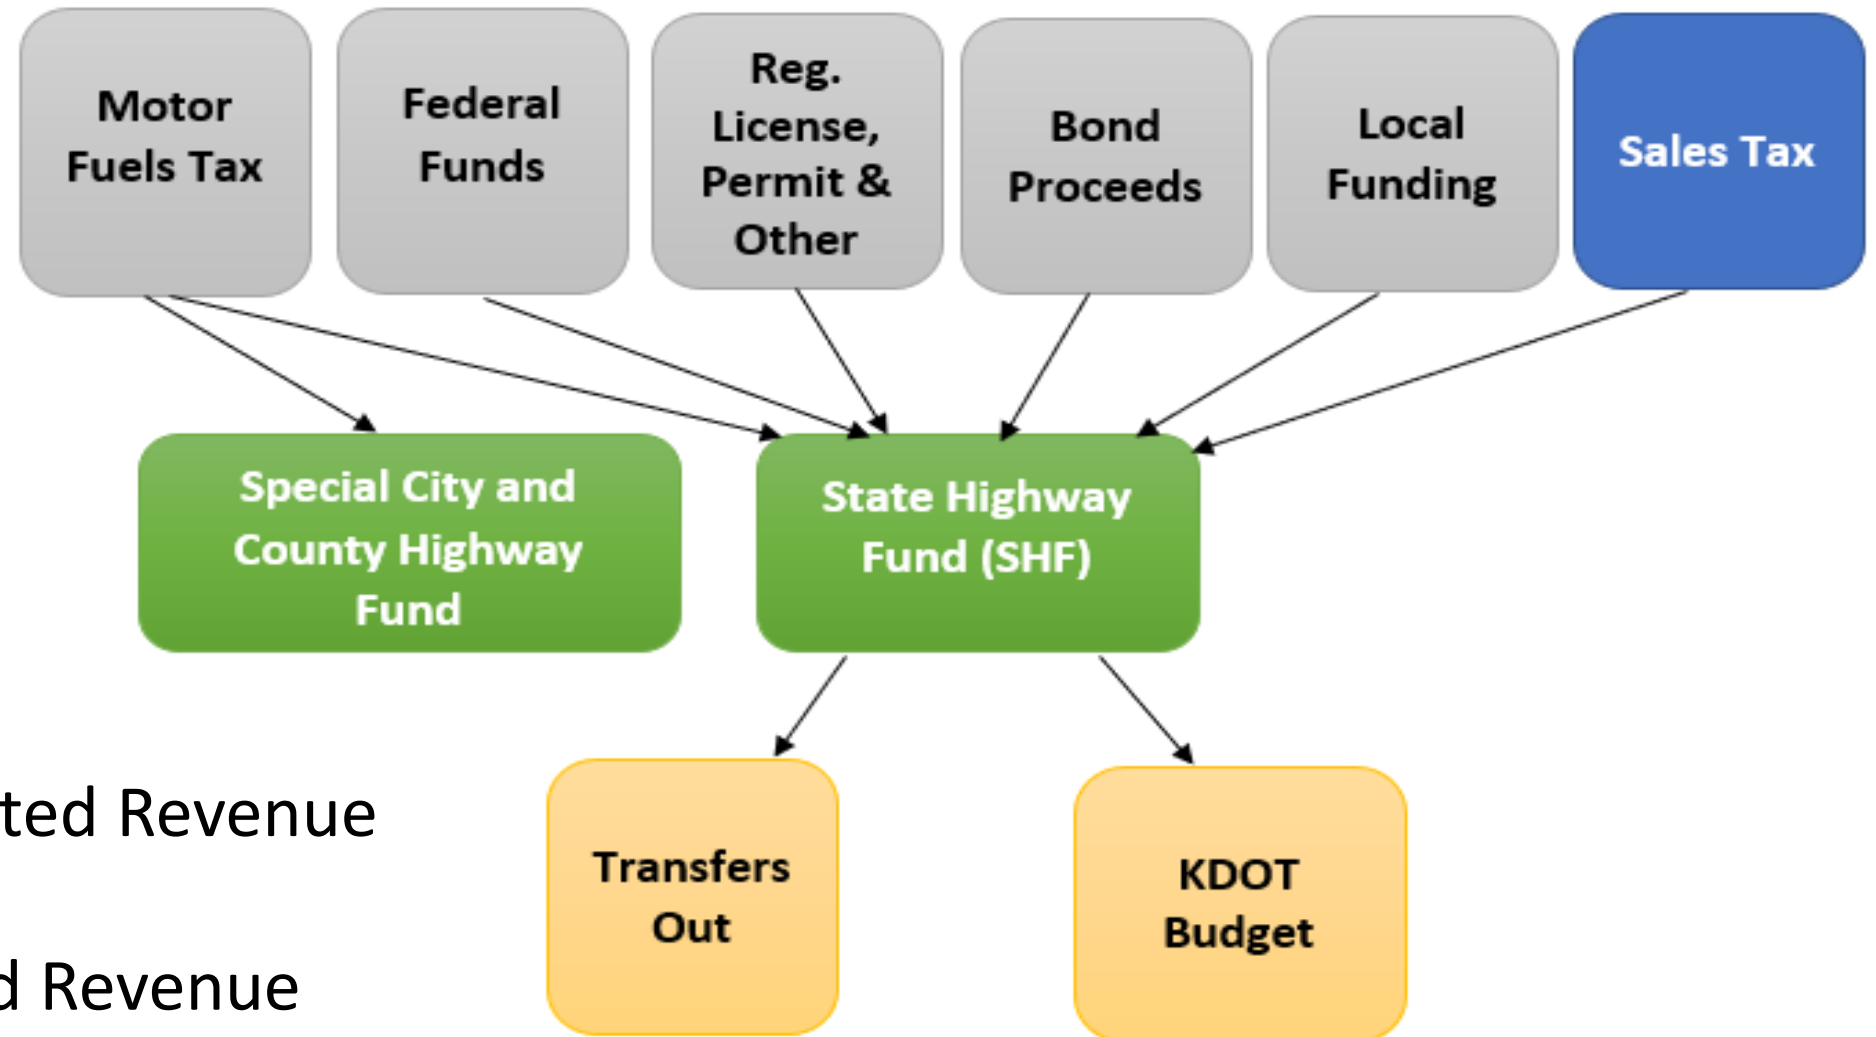 Motor
Fuels Tax
Federal
Funds
Reg.
License,
Permit &
Other
Bond
Proceeds
Local
Funding
Sales Tax
Special City and
County Highway
Fund
State Highway
Fund (SHF)
ted Revenue
d Revenue
Transfers
Out
KDOT
Budget